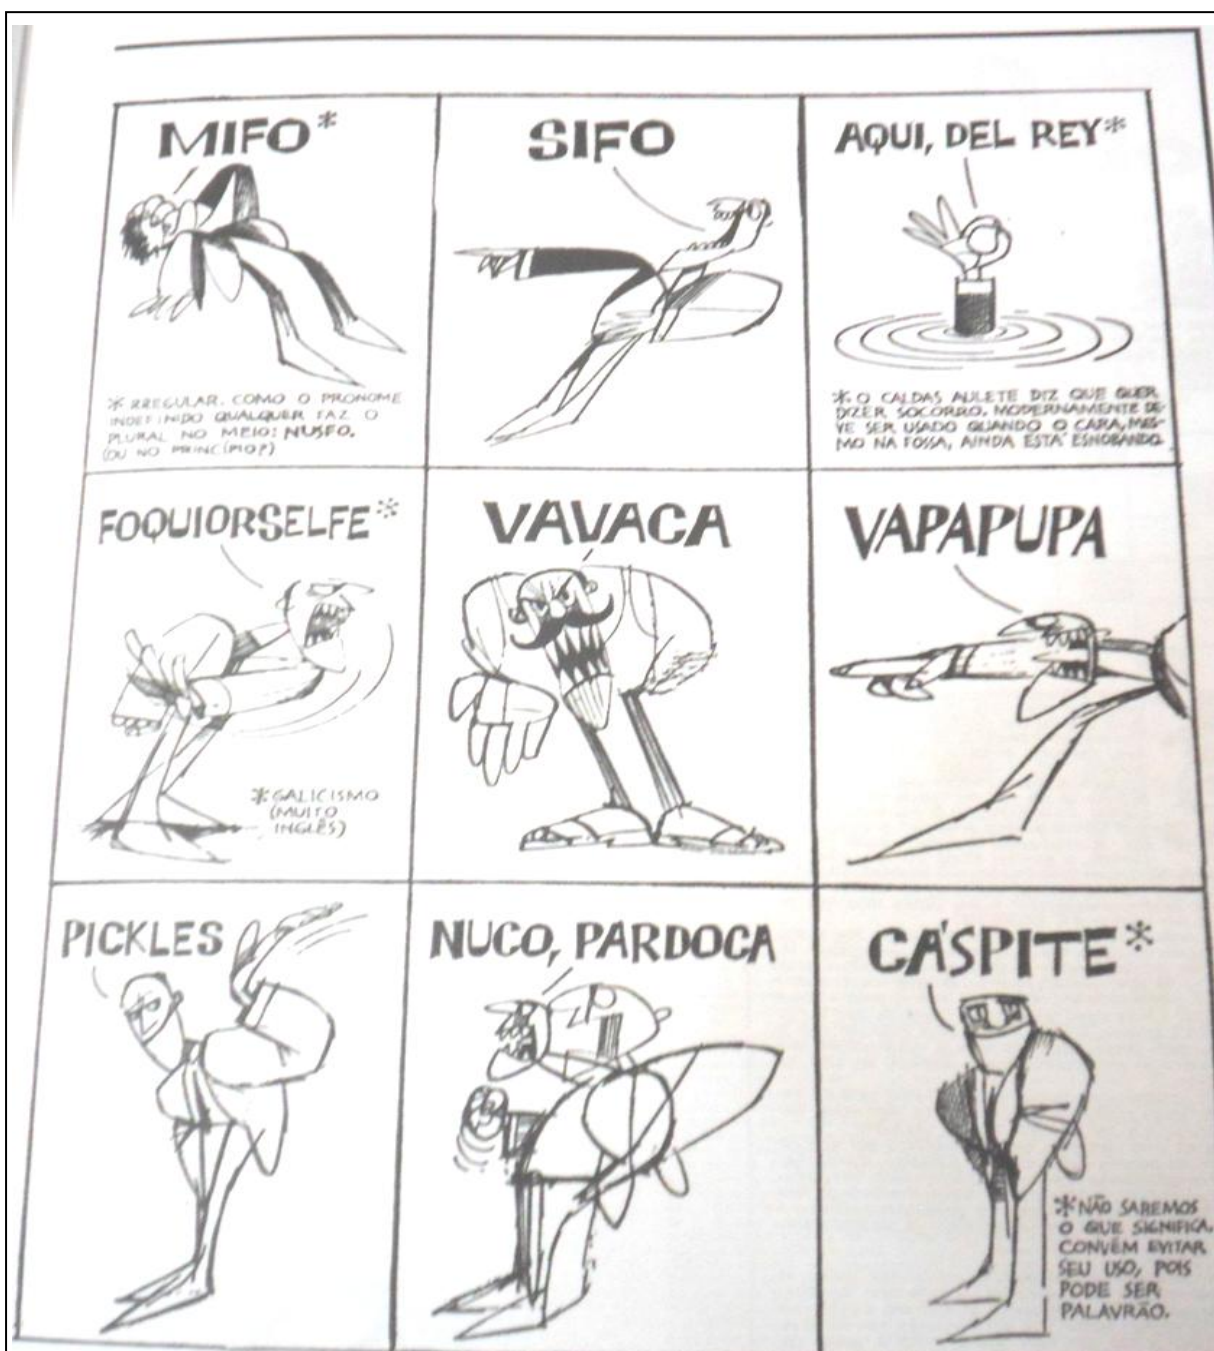 MIFO*
* IRREGULAR. COMO O PRONOME
INDEFINIDO QUALQUER FAZ O
PLURAL NO MEIO: NUSFO.
(OU NO PRINCÍPIO?)
SIFO
AQUI, DEL REY*
* O CALDAS AULETE DIZ QUE QUER
DIZER SOCORRO. MODERNAMENTE DE-
VE SER USADO QUANDO O CARA, MES-
MO NA FOSSA, AINDA ESTÁ ESNOBANDO.
FOQUIORSELFE*
* GALICISMO
(MUITO
INGLÊS)
VAVACA
VAPAPUPA
PICKLES
NUCO, PARDOCA
CÁSPITE*
* NÃO SABEMOS
O QUE SIGNIFICA.
CONVÉM EVITAR
SEU USO, POIS
PODE SER
PALAVRÃO.